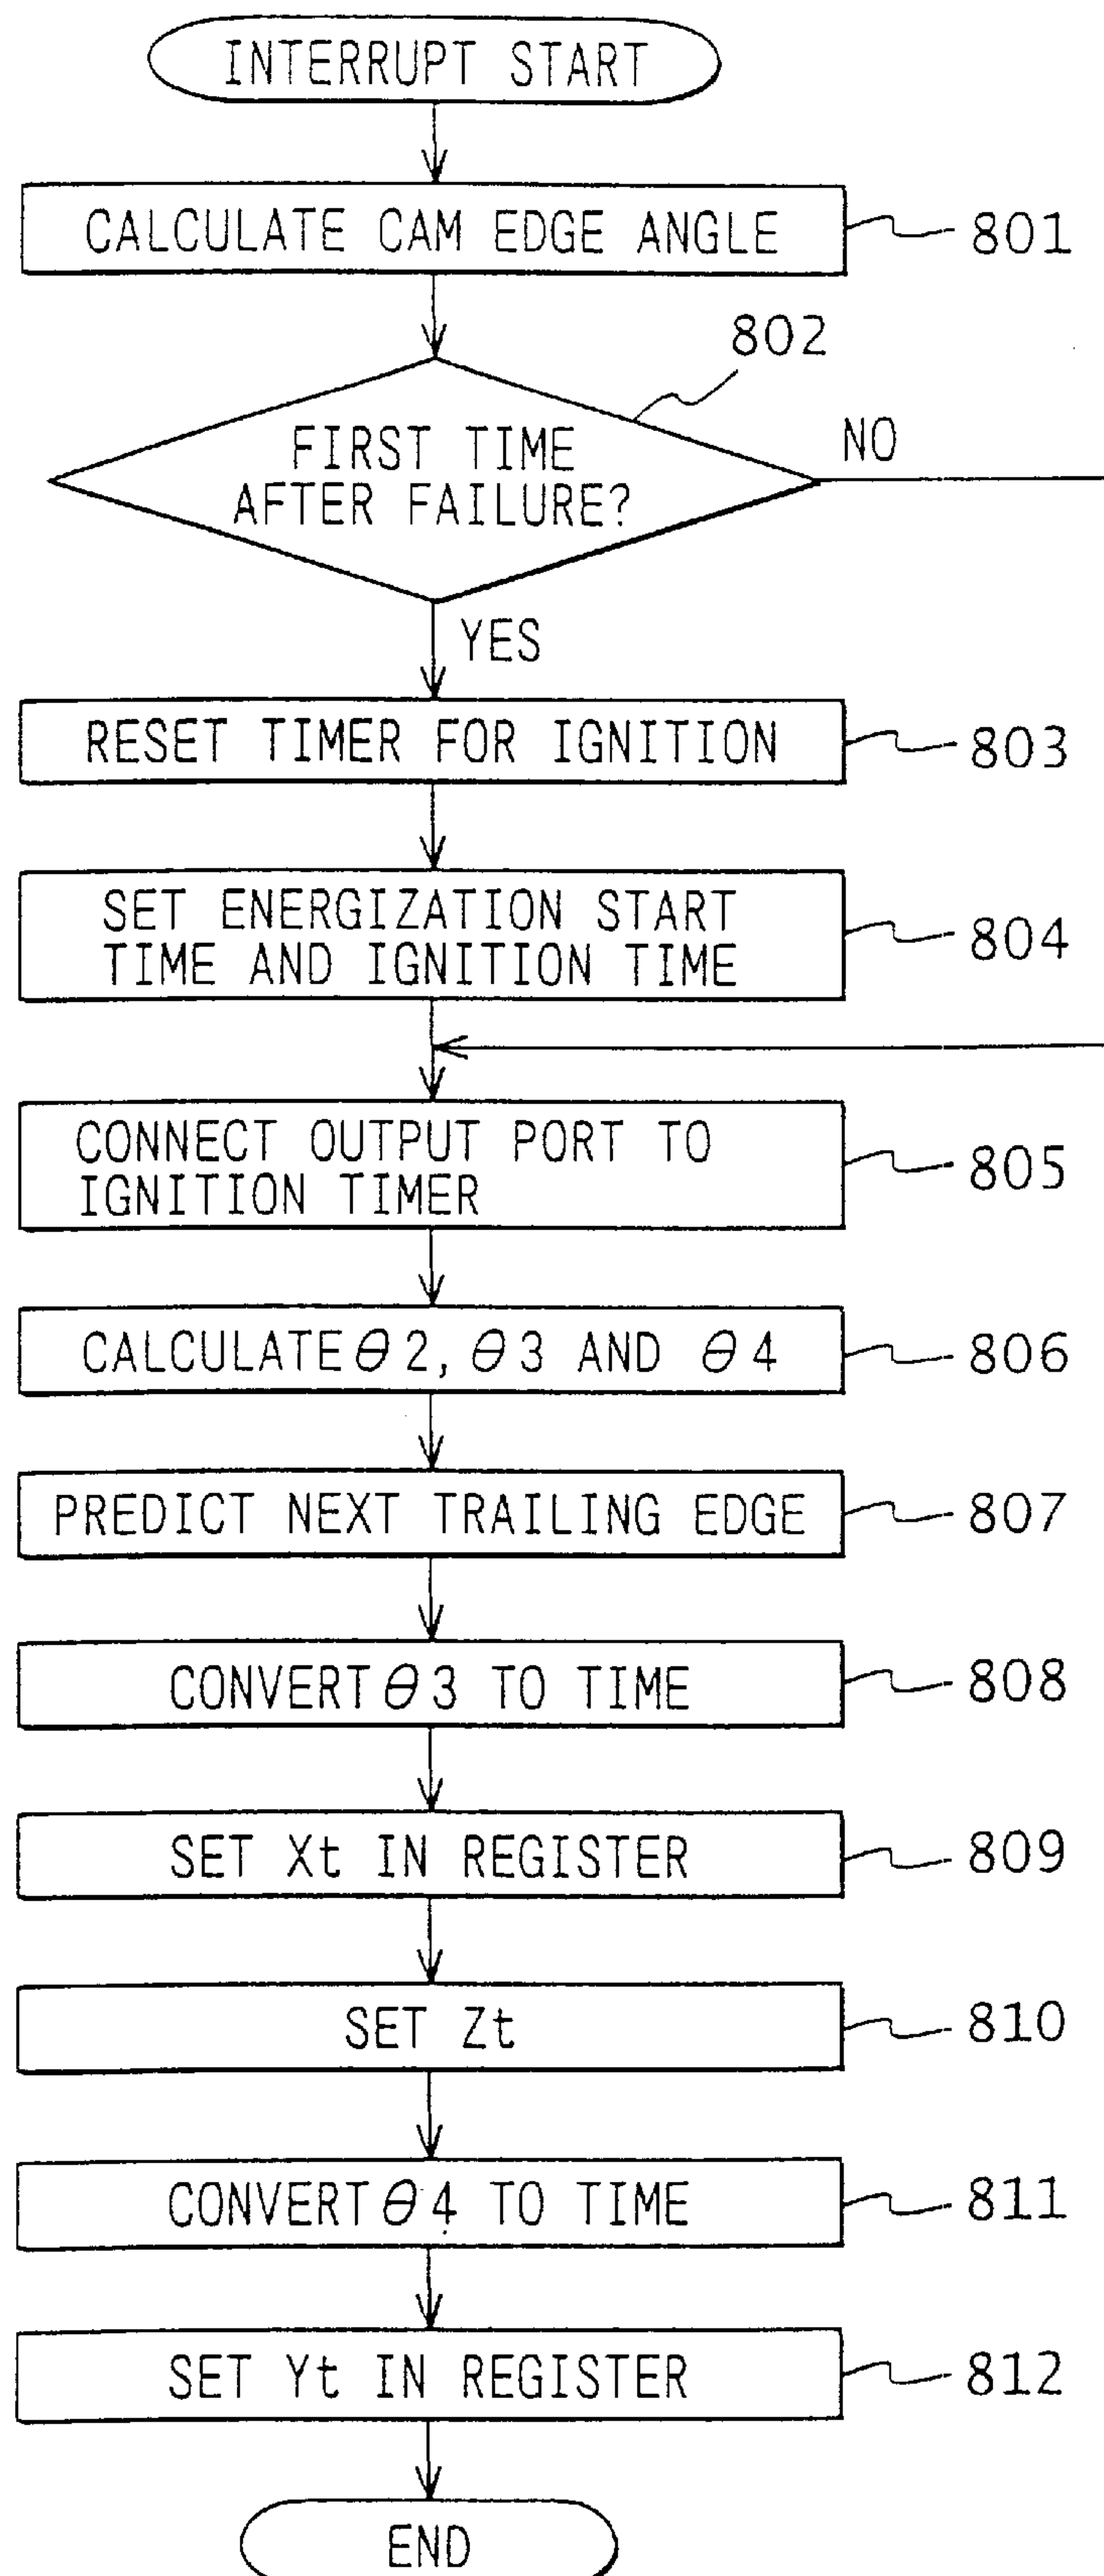 INTERRUPT START
CALCULATE CAM EDGE ANGLE
801
802
FIRST TIME
AFTER FAILURE?
NO
YES
RESET TIMER FOR IGNITION
803
SET ENERGIZATION START
TIME AND IGNITION TIME
804
CONNECT OUTPUT PORT TO
IGNITION TIMER
805
CALCULATE θ2, θ3 AND θ4
806
PREDICT NEXT TRAILING EDGE
807
CONVERT θ3 TO TIME
808
SET Xt IN REGISTER
809
SET Zt
810
CONVERT θ4 TO TIME
811
SET Yt IN REGISTER
812
END